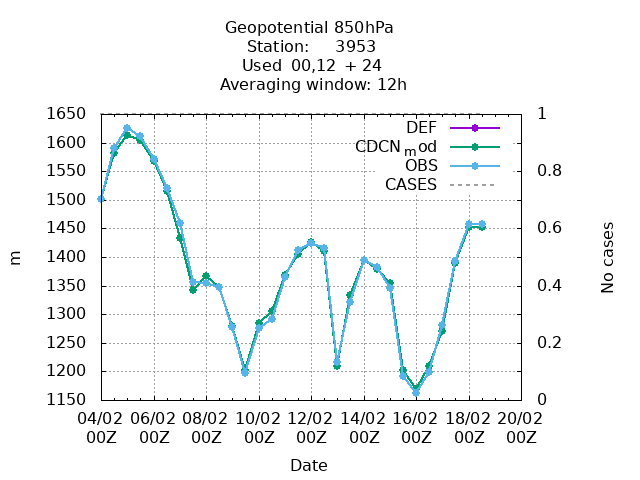 Geopotential 850hPa
Station: 3953
Used 00,12 + 24
Averaging window: 12h
1650 1
1600
1550 0.8
1500
1450 0.6
1400
1350 0.4
1300
1250 0.2
1200
1150 0
DEF
CDCNmod
OBS
CASES
m
No cases
04/02 06/02 08/02 10/02 12/02 14/02 16/02 18/02 20/02
00Z 00Z 00Z 00Z 00Z 00Z 00Z 00Z 00Z
Date